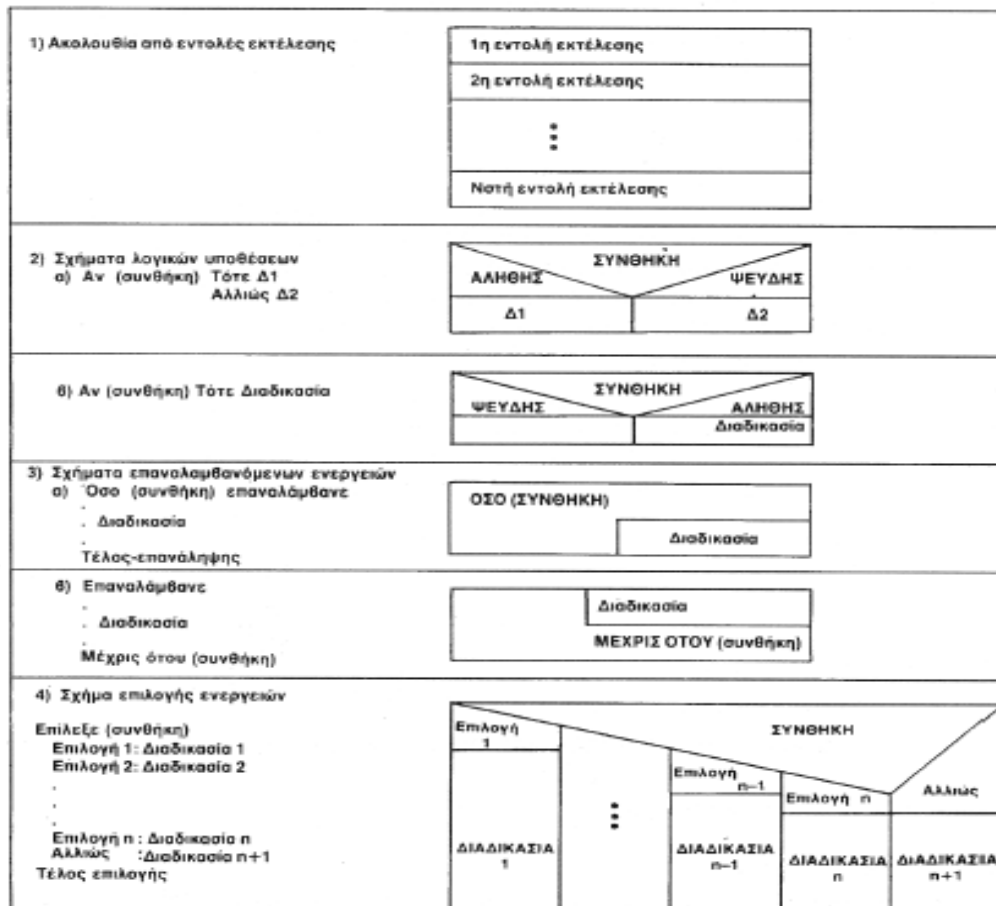 1) Ακολουθία από εντολές εκτέλεσης
1η εντολή εκτέλεσης
2η εντολή εκτέλεσης
Νστή εντολή εκτέλεσης
2) Σχήματα λογικών υποθέσεων
α) Αν (συνθήκη) Τότε Δ1
Αλλιώς Δ2
ΣΥΝΘΗΚΗ
ΑΛΗΘΗΣ
ΨΕΥΔΗΣ
Δ1
Δ2
β) Αν (συνθήκη) Τότε Διαδικασία
ΣΥΝΘΗΚΗ
ΨΕΥΔΗΣ
ΑΛΗΘΗΣ
Διαδικασία
3) Σχήματα επαναλαμβανόμενων ενεργειών
α) Όσο (συνθήκη) επαναλάμβανε
.
. Διαδικασία
.
Τέλος-επανάληψης
ΟΣΟ (ΣΥΝΘΗΚΗ)
Διαδικασία
β) Επαναλάμβανε
.
. Διαδικασία
.
Μέχρις ότου (συνθήκη)
Διαδικασία
ΜΕΧΡΙΣ ΟΤΟΥ (συνθήκη)
4) Σχήμα επιλογής ενεργειών
Επίλεξε (συνθήκη)
Επιλογή 1: Διαδικασία 1
Επιλογή 2: Διαδικασία 2
.
.
.
Επιλογή n : Διαδικασία n
Αλλιώς :Διαδικασία n+1
Τέλος επιλογής
ΣΥΝΘΗΚΗ
Επιλογή
1
Επιλογή
n–1
Επιλογή n
Αλλιώς
ΔΙΑΔΙΚΑΣΙΑ
1
ΔΙΑΔΙΚΑΣΙΑ
n–1
ΔΙΑΔΙΚΑΣΙΑ
n
ΔΙΑΔΙΚΑΣΙΑ
n+1